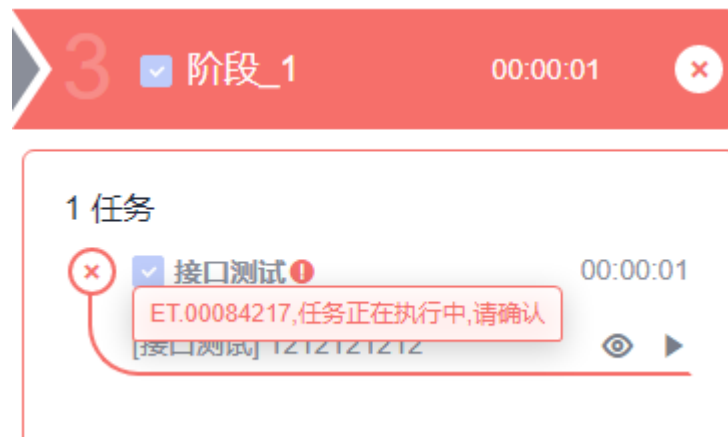 3 阶段_1 00:00:01
1 任务
接口测试 00:00:01
ET.00084217,任务正在执行中,请确认
[接口测试] 1212121212